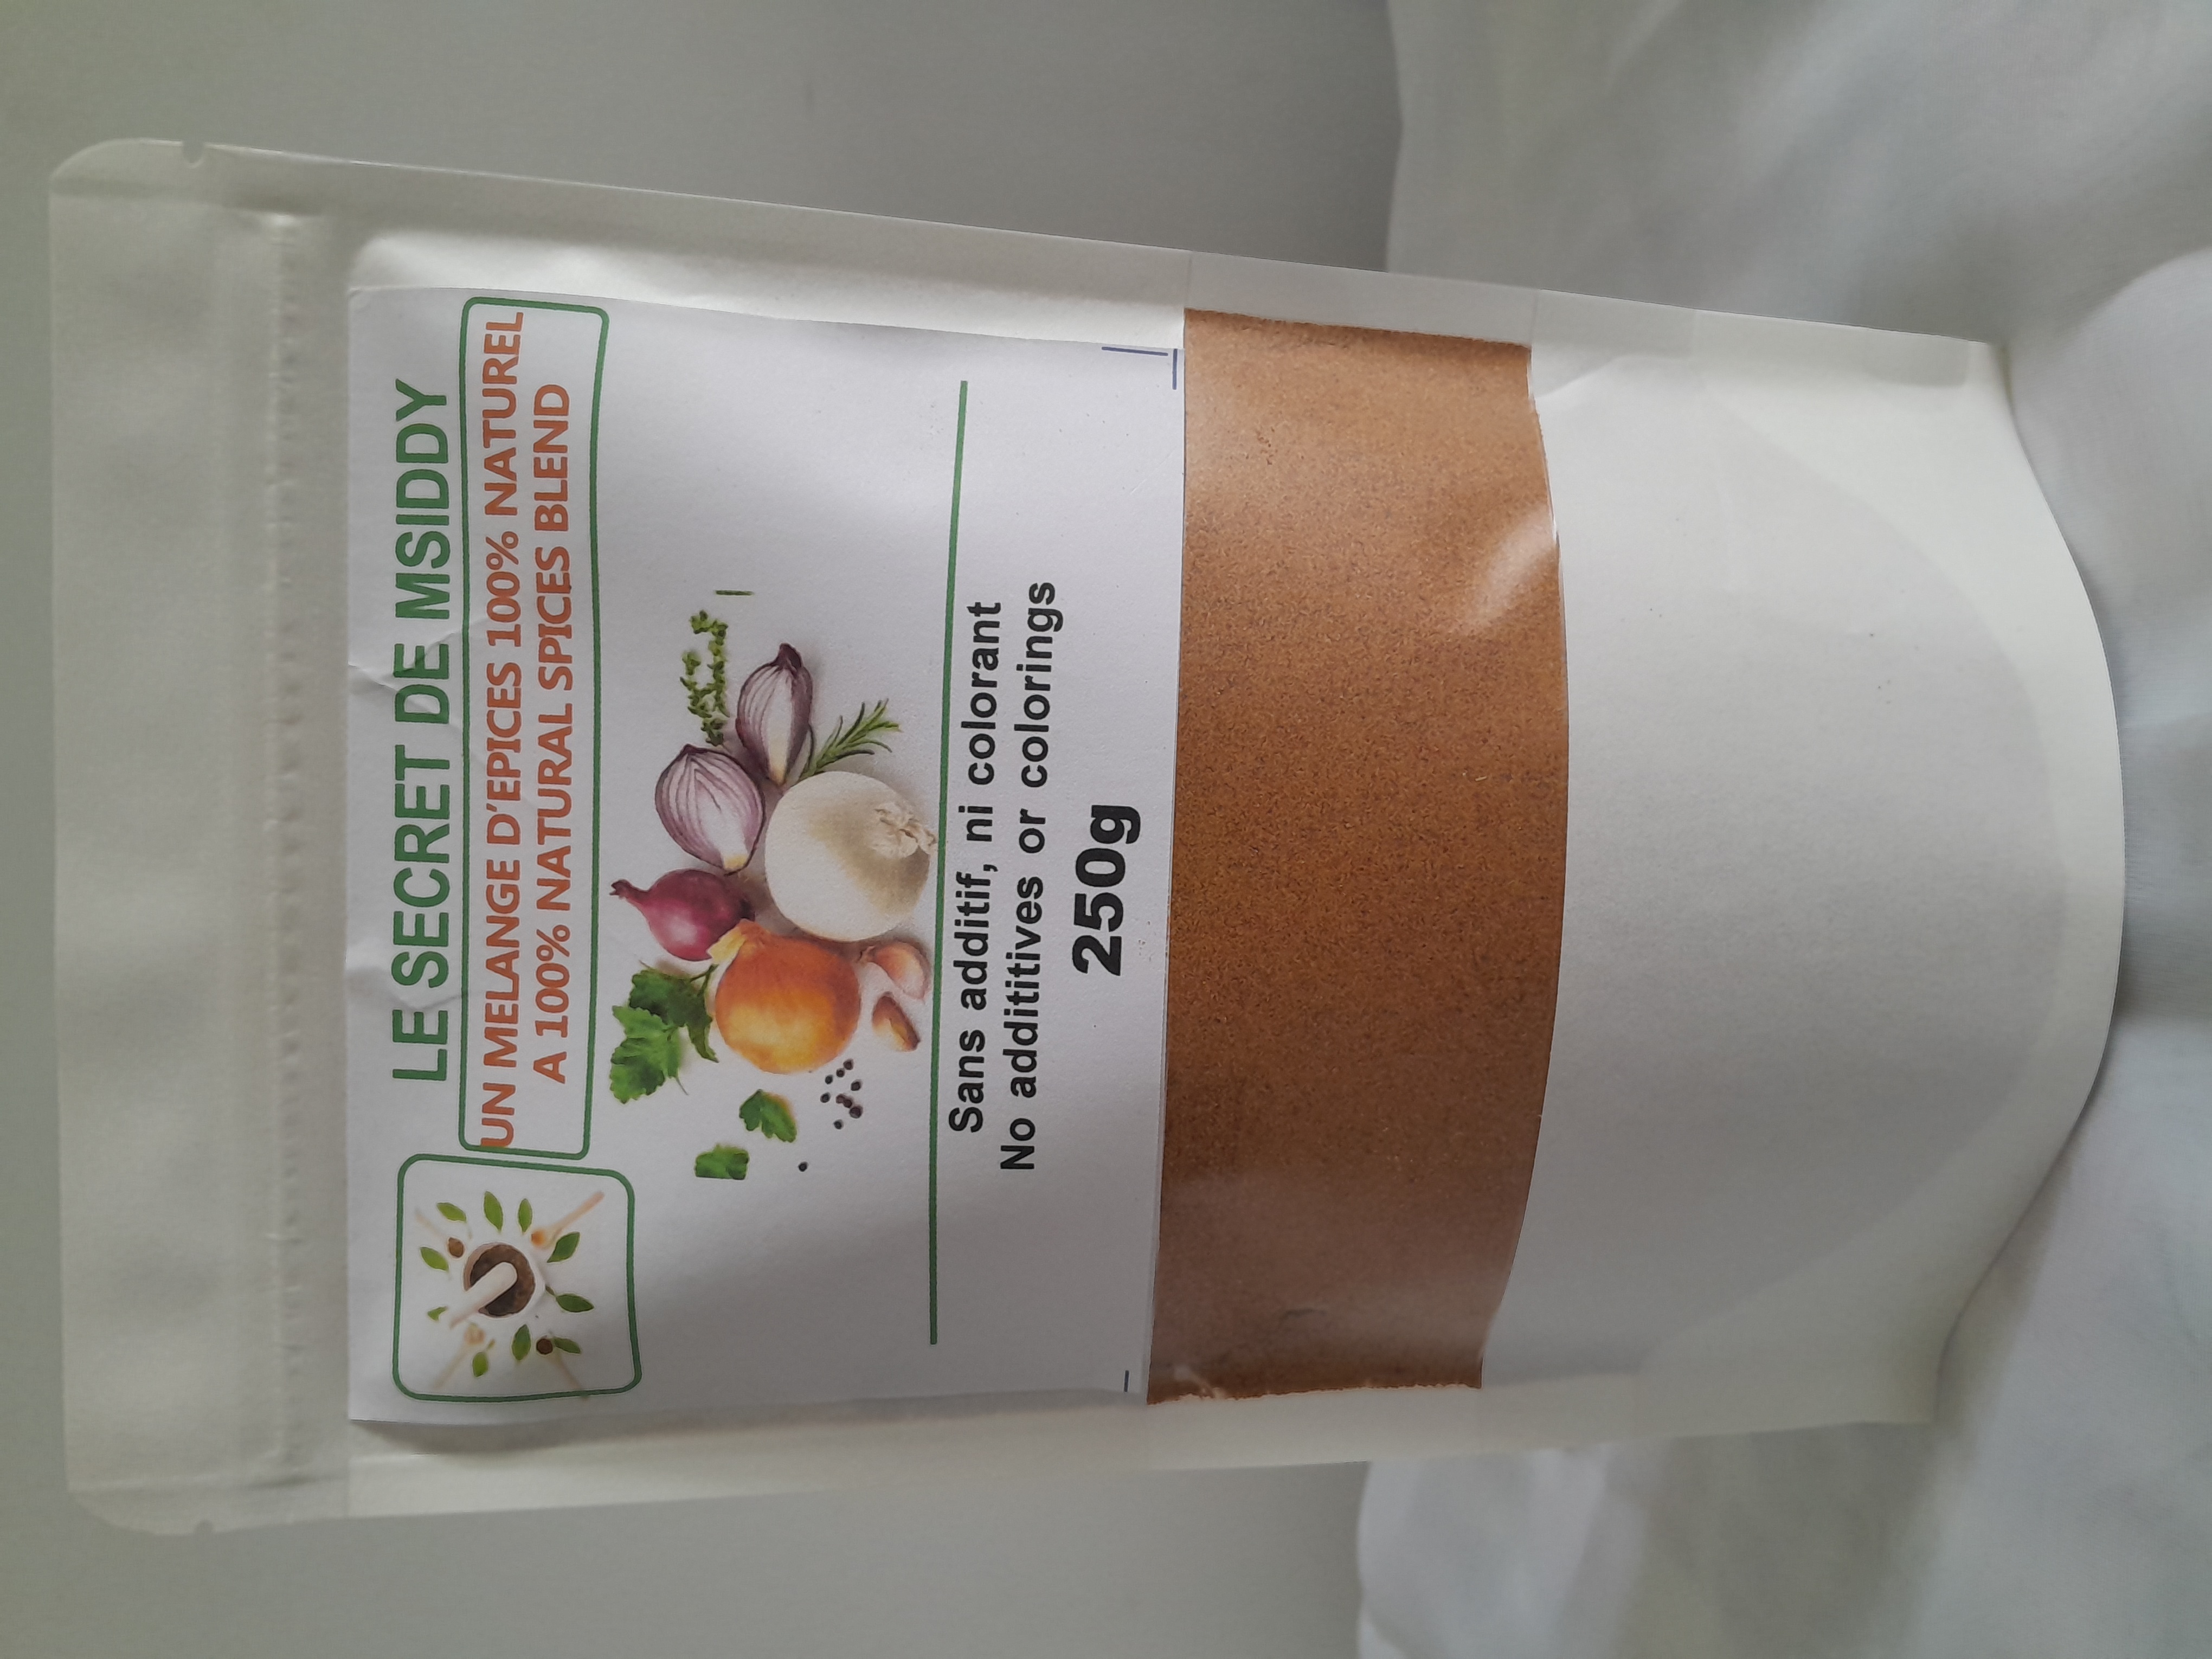 LE SECRET DE MSIDDY
UN MELANGE D'EPICES 100% NATUREL
A 100% NATURAL SPICES BLEND
Sans additif, ni colorant
No addititives or colorings
250g